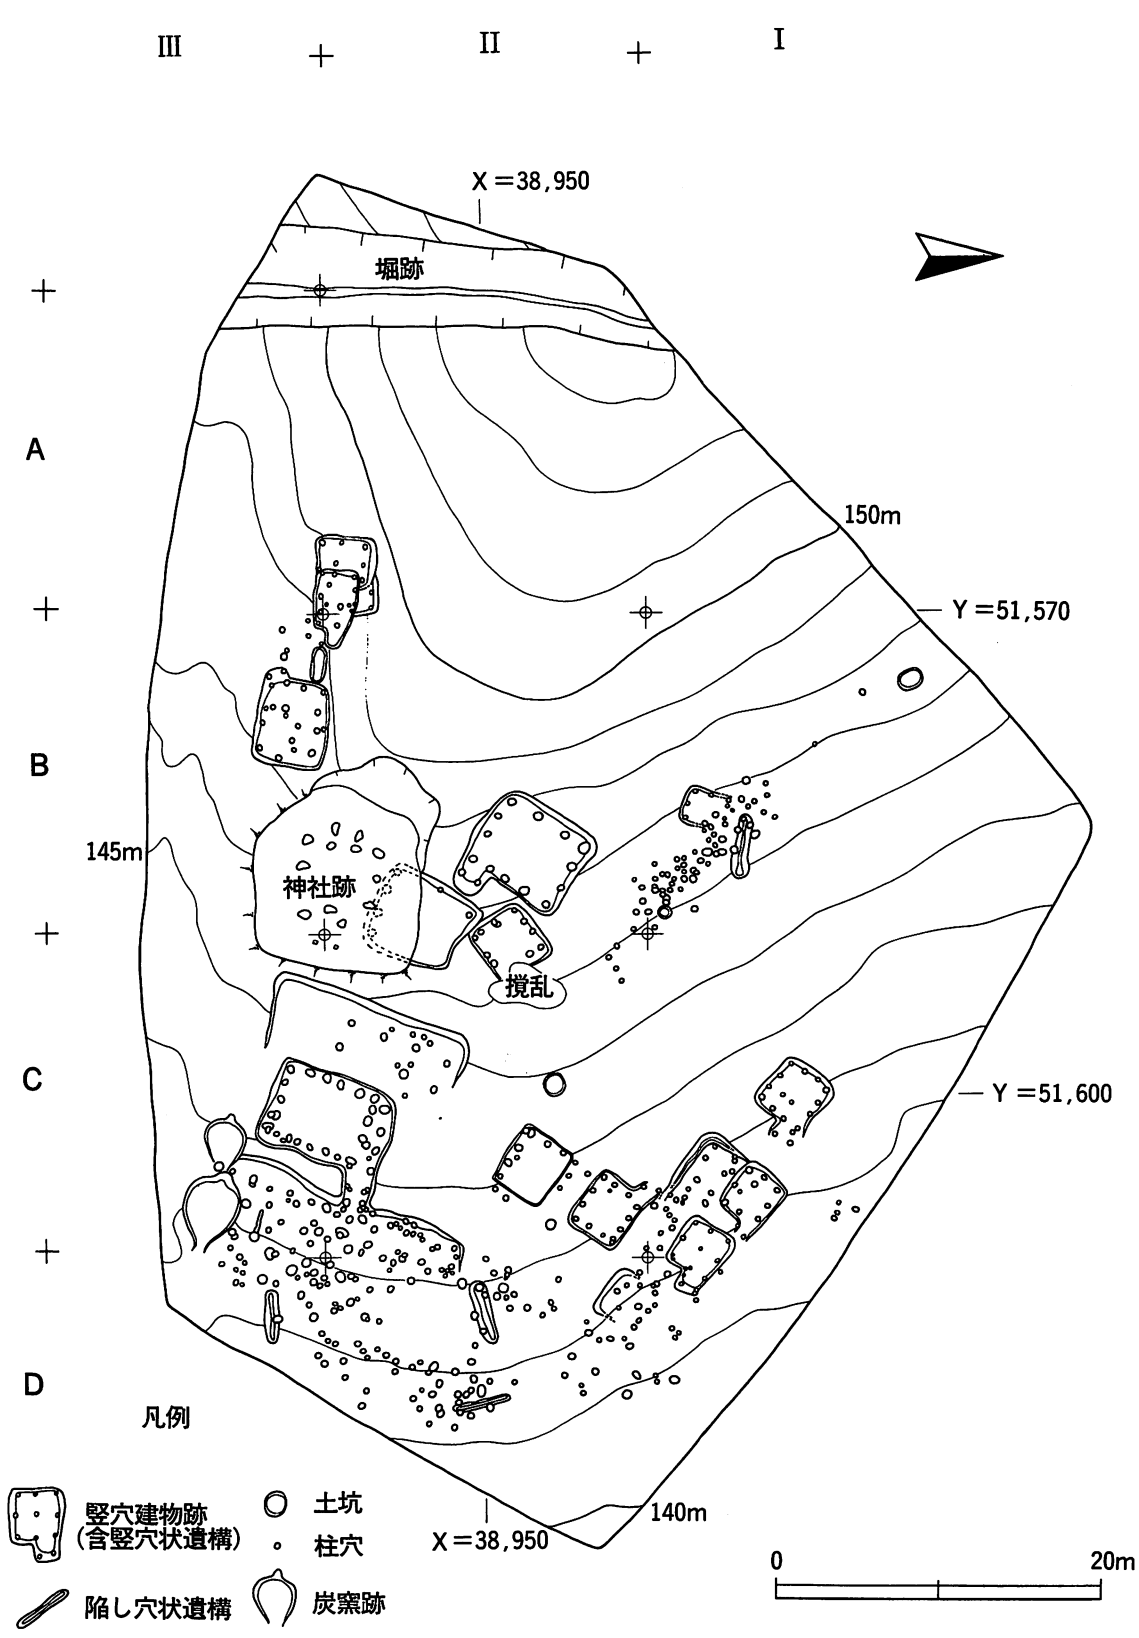 Ⅲ Ⅱ Ⅰ
X=38,950
堀跡
A
150m
Y=51,570
B
145m
神社跡
撹乱
C
Y=51,600
D
凡例
竪穴建物跡
(含竪穴状遺構)
土坑
柱穴
陥し穴状遺構
炭窯跡
X=38,950
140m
0 20m